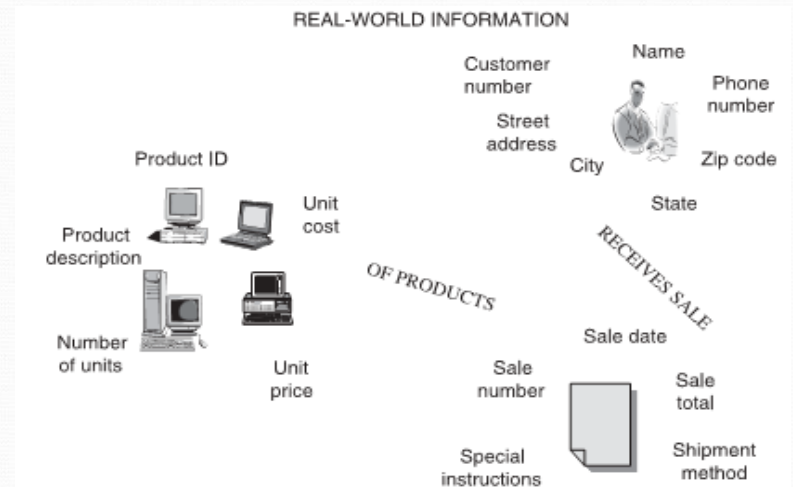 REAL-WORLD INFORMATION
Name
Customer
number
Phone
number
Street
address
City
Zip code
State
Product ID
Unit
cost
Product
description
Number
of units
Unit
price
OF PRODUCTS
RECEIVES SALE
Sale date
Sale
number
Sale
total
Special
instructions
Shipment
method